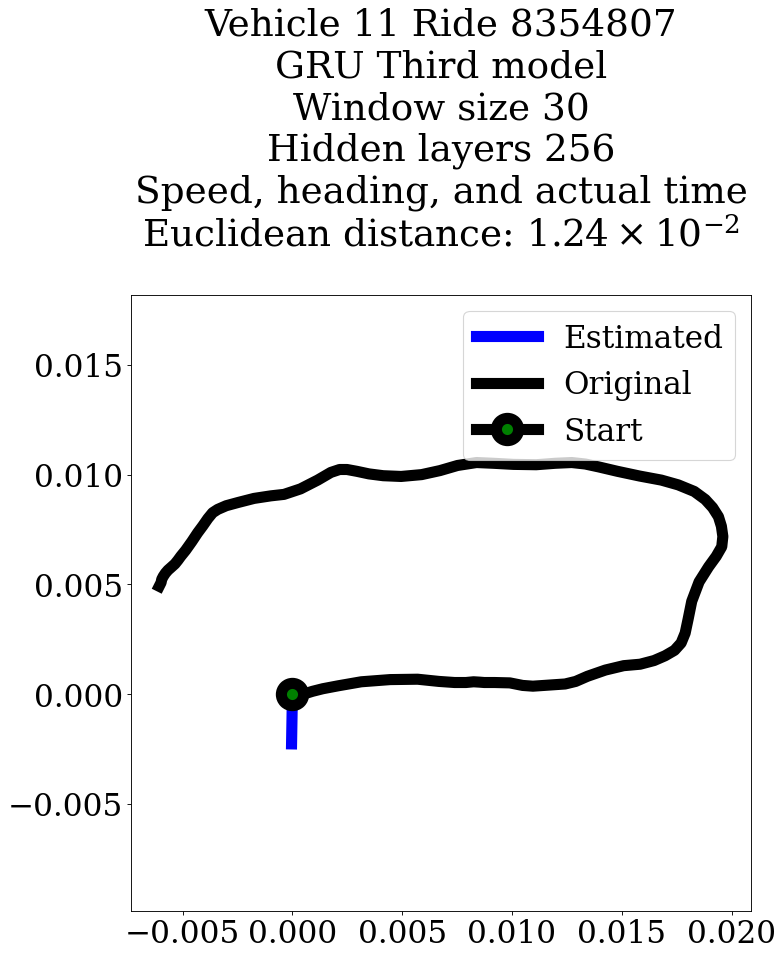 Vehicle 11 Ride 8354807
GRU Third model
Window size 30
Hidden layers 256
Speed, heading, and actual time
Euclidean distance: 1.24 × 10⁻²
Estimated
Original
Start
0.015
0.010
0.005
0.000
−0.005
−0.005 0.000 0.005 0.010 0.015 0.020